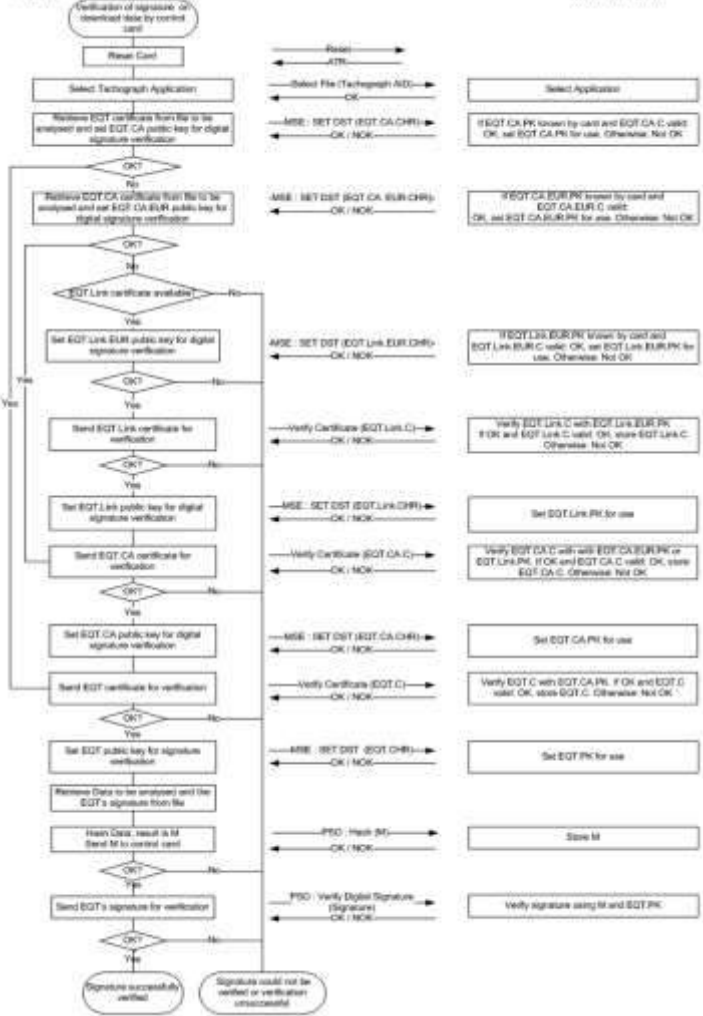 Verification of signature on
download data by control
card
Reset Card
Reset
ATR
Select Tachograph Application
Select File (Tachograph AID)
OK
Select Application
Retrieve EQT certificate from file to be
analysed and set EQT.CA public key for digital
signature verification
MSE : SET DST (EQT.CA.CHR)
OK / NOK
If EQT.CA.PK known by card and EQT.CA.C valid:
OK, set EQT.CA.PK for use. Otherwise: Not OK
OK?
No
Retrieve EQT.CA certificate from file to be
analysed and set EQT.CA.EUR public key for
digital signature verification
MSE : SET DST (EQT.CA. EUR.CHR)
OK / NOK
If EQT.CA.EUR.PK known by card and
EQT.CA.EUR.C valid:
OK, set EQT.CA.EUR.PK for use. Otherwise: Not OK
OK?
No
EQT.Link certificate available?
No
Yes
Set EQT.Link.EUR public key for digital
signature verification
MSE : SET DST (EQT.Link.EUR.CHR)
OK / NOK
If EQT.Link.EUR.PK known by card and
EQT.Link.EUR.C valid: OK, set EQT.Link.EUR.PK for
use. Otherwise: Not OK
Yes
Yes
OK?
No
Yes
Send EQT.Link certificate for
verification
Verify Certificate (EQT.Link.C)
OK / NOK
Verify EQT.Link.C with EQT.Link.EUR.PK
If OK and EQT.Link.C valid: OK, store EQT.Link.C.
Otherwise: Not OK
OK?
No
Yes
Set EQT.Link public key for digital
signature verification
MSE : SET DST (EQT.Link.CHR)
OK / NOK
Set EQT.Link.PK for use
Send EQT.CA certificate for
verification
Verify Certificate (EQT.CA.C)
OK / NOK
Verify EQT.CA.C with with EQT.CA.EUR.PK or
EQT.Link.PK. If OK and EQT.CA.C valid: OK, store
EQT.CA.C. Otherwise: Not OK
OK?
No
Yes
Set EQT.CA public key for digital
signature verification
MSE : SET DST (EQT.CA.CHR)
OK / NOK
Set EQT.CA.PK for use
Send EQT certificate for verification
Verify Certificate (EQT.C)
OK / NOK
Verify EQT.C with EQT.CA.PK. If OK and EQT.C
valid: OK, store EQT.C. Otherwise: Not OK
OK?
No
Yes
Set EQT public key for signature
verification
MSE : SET DST (EQT.CHR)
OK / NOK
Set EQT.PK for use
Retrieve Data to be analysed and the
EQT's signature from file
Hash Data, result is M
Send M to control card
PSO : Hash (M)
OK / NOK
Store M
OK?
No
Yes
Send EQT's signature for verification
PSO : Verify Digital Signature
(Signature)
OK / NOK
Verify signature using M and EQT.PK
OK?
No
Yes
Signature successfully
verified
Signature could not be
verified or verification
unsuccessful